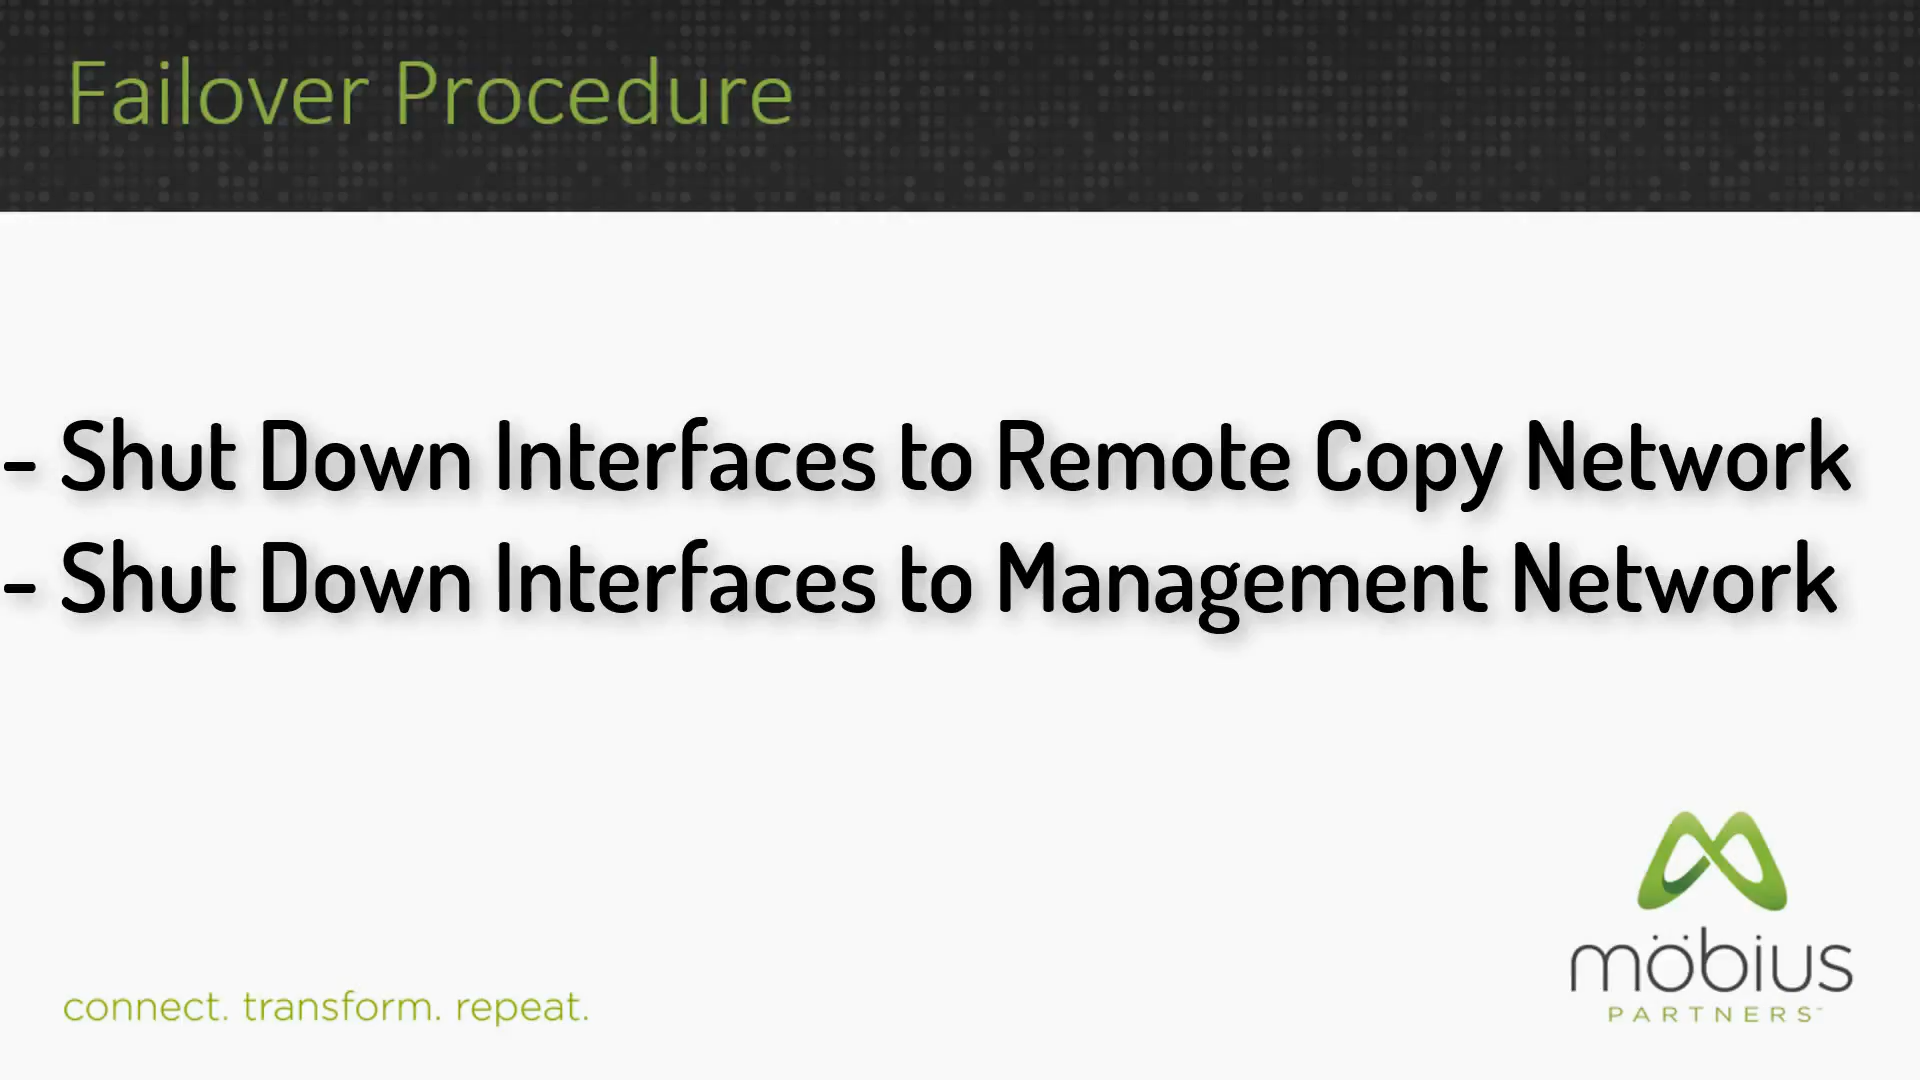 Failover Procedure
- Shut Down Interfaces to Remote Copy Network
- Shut Down Interfaces to Management Network
connect. transform. repeat.
möbius
PARTNERS™